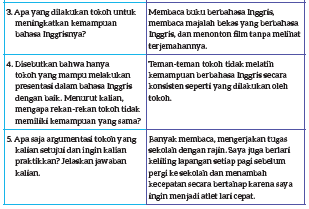 3. Apa yang dilakukan tokoh untuk
meningkatkan kemampuan
bahasa Inggrisnya?
Membaca buku berbahasa Inggris,
membaca majalah bekas yang berbahasa
Inggris, dan menonton film tanpa melihat
terjemahannya.
4. Disebutkan bahwa hanya
tokoh yang mampu melakukan
presentasi dalam bahasa Inggris
dengan baik. Menurut kalian,
mengapa rekan-rekan tokoh tidak
memiliki kemampuan yang sama?
Teman-teman tokoh tidak melatih
kemampuan berbahasa Inggris secara
konsisten seperti yang dilakukan oleh
tokoh.
5. Apa saja argumentasi tokoh yang
kalian setujui dan ingin kalian
praktikkan? Jelaskan jawaban
kalian.
Banyak membaca, mengerjakan tugas
sekolah dengan rajin. Saya juga berlari
keliling lapangan setiap pagi sebelum
pergi ke sekolah dan menambah
kecepatan secara bertahap karena saya
ingin menjadi atlet lari cepat.